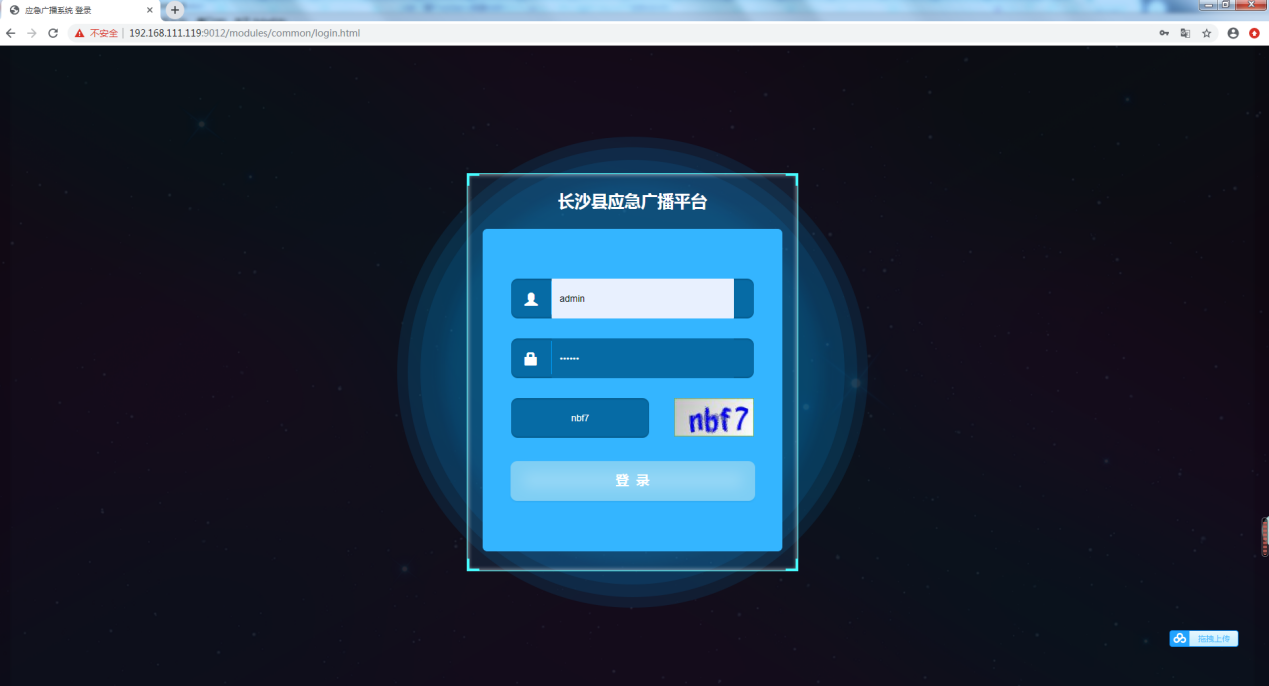 应急广播系统 登录
不安全 | 192.168.111.119:9012/modules/common/login.html
长沙县应急广播平台
admin
••••••
nbf7
nbf7
登 录
拖拽上传